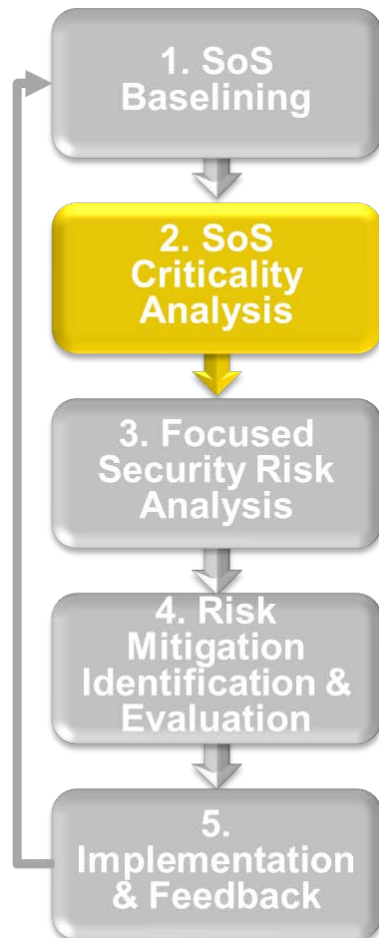 1. SoS
Baselining
2. SoS
Criticality
Analysis
3. Focused
Security Risk
Analysis
4. Risk
Mitigation
Identification &
Evaluation
5.
Implementation
& Feedback